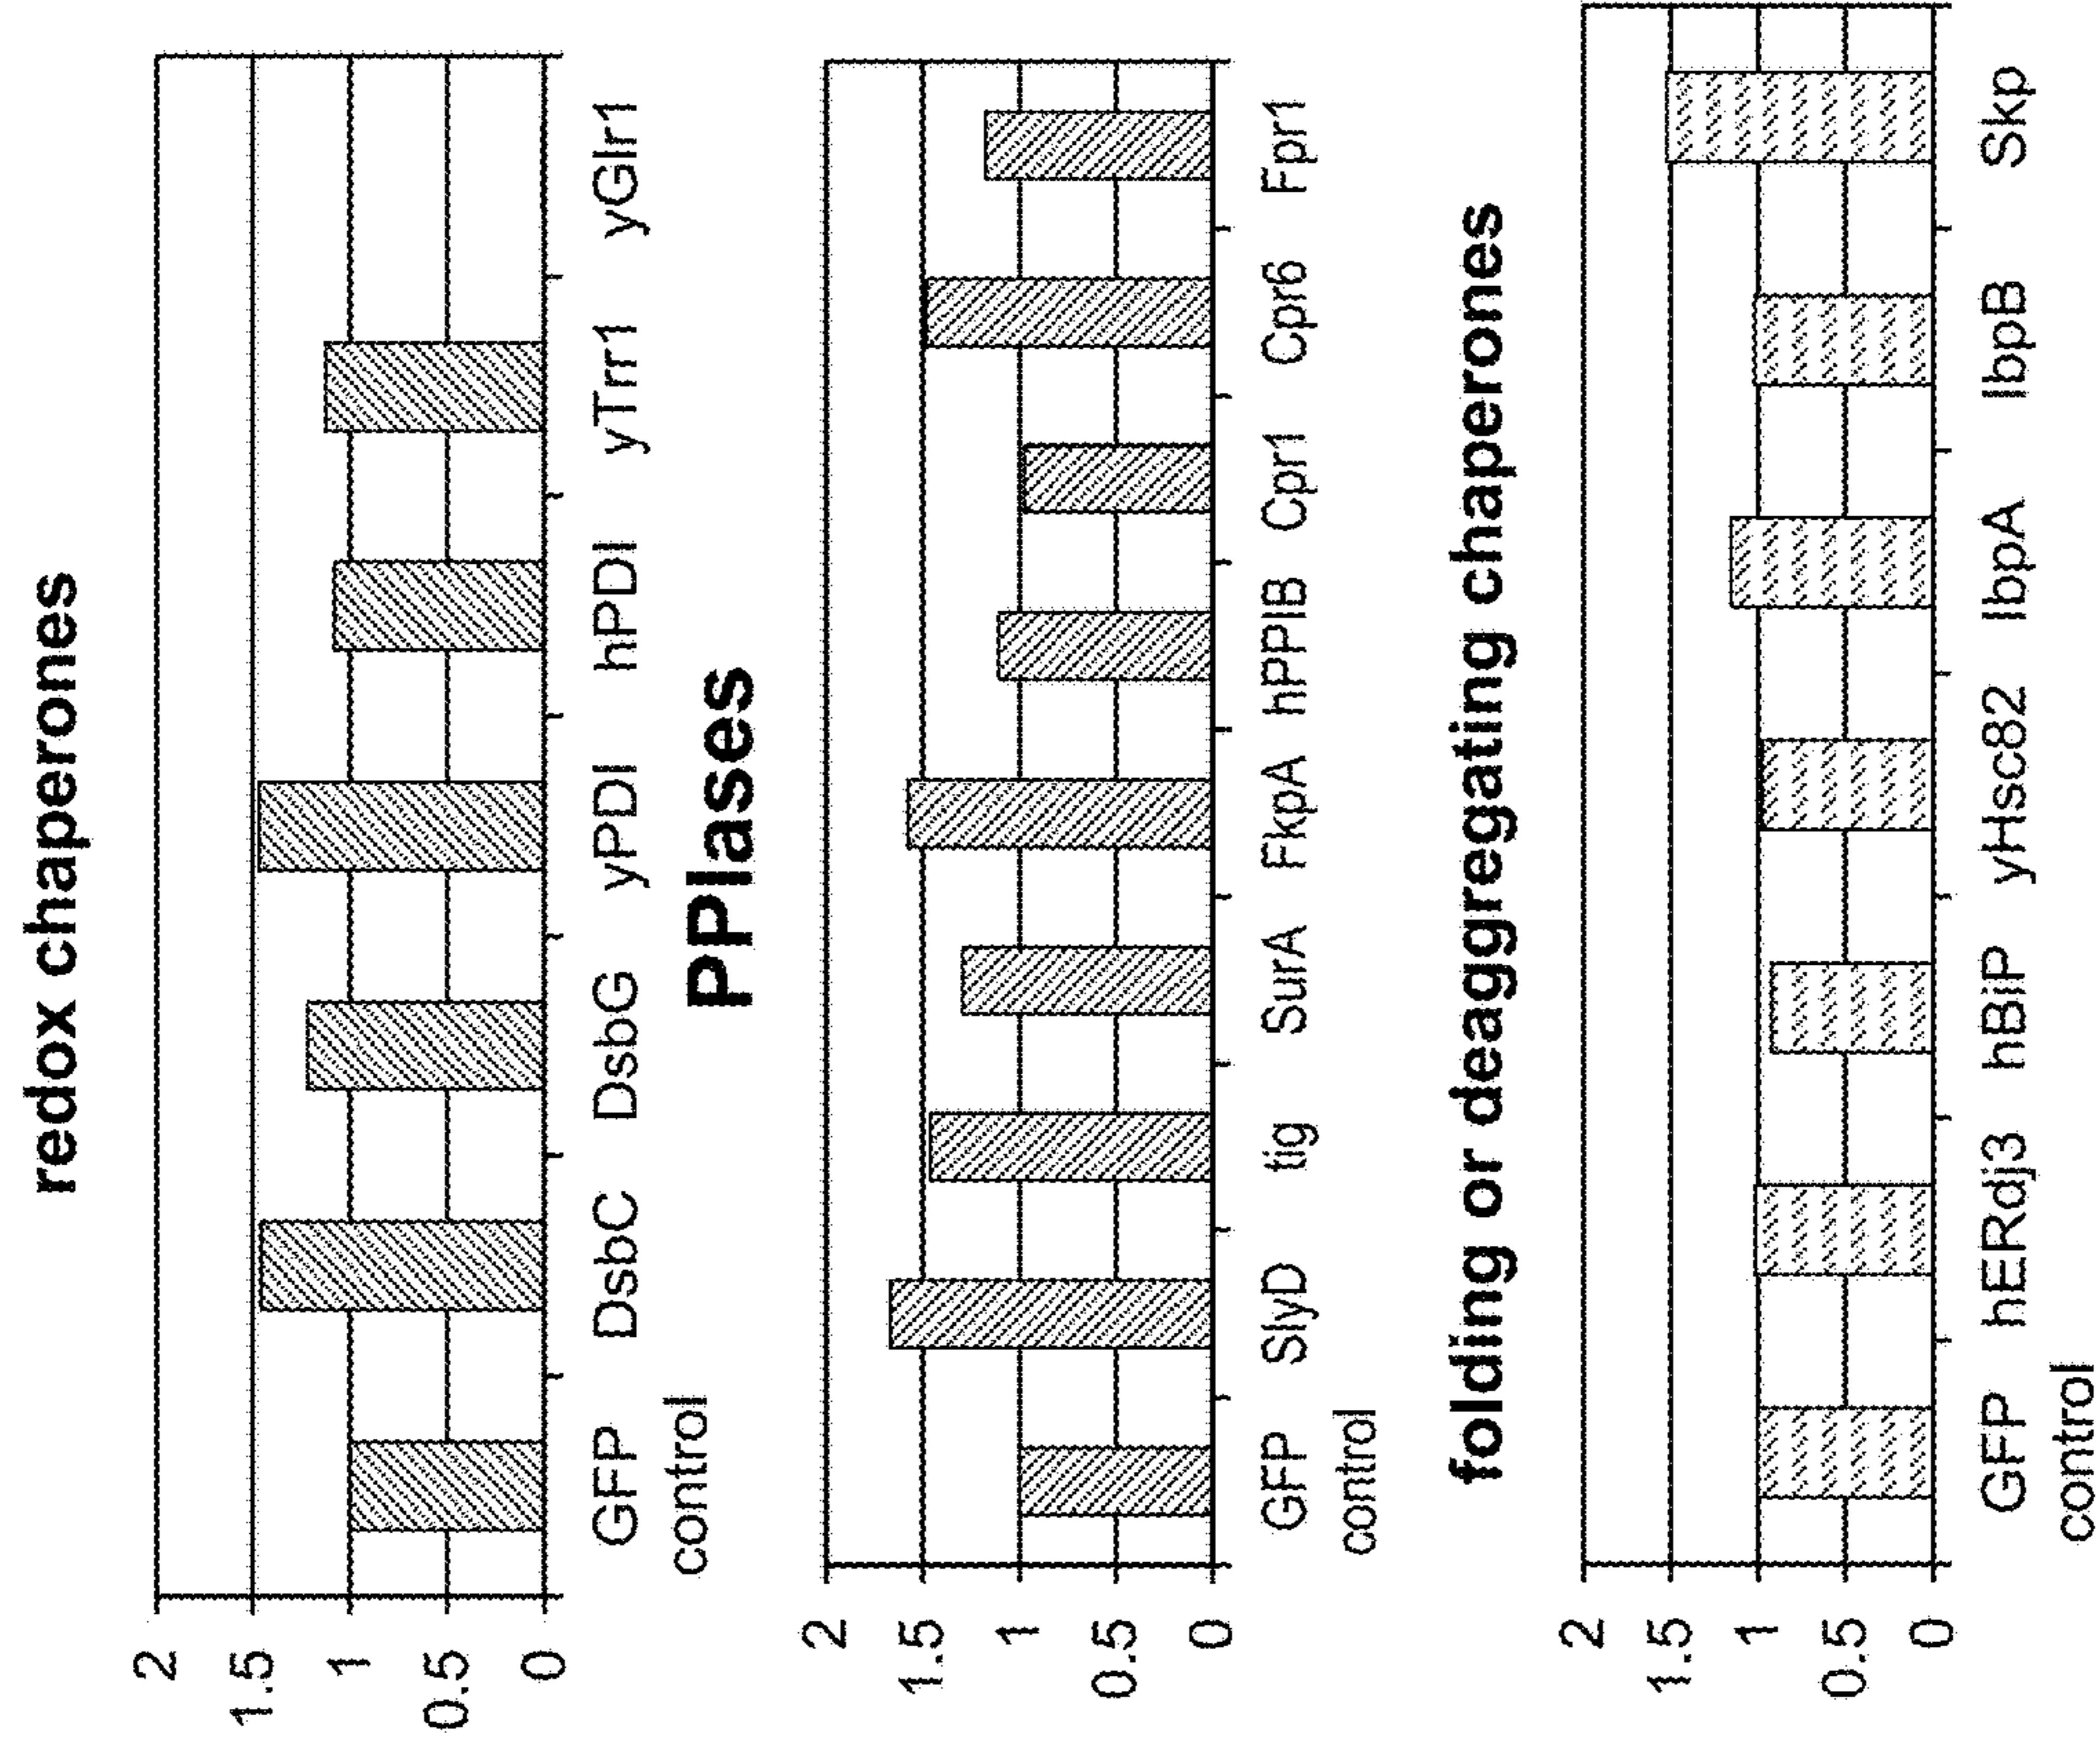 redox chaperones
2
1.5
1
0.5
0
GFP control DsbC DsbG yPDI hPDI yTrr1 yGlr1
PPIases
2
1.5
1
0.5
0
GFP control SlyD tig SurA FkpA hPPIB Cpr1 Cpr6 Fpr1
folding or deaggregating chaperones
2
1.5
1
0.5
0
GFP control hERdj3 hBiP yHsc82 IbpA IbpB Skp